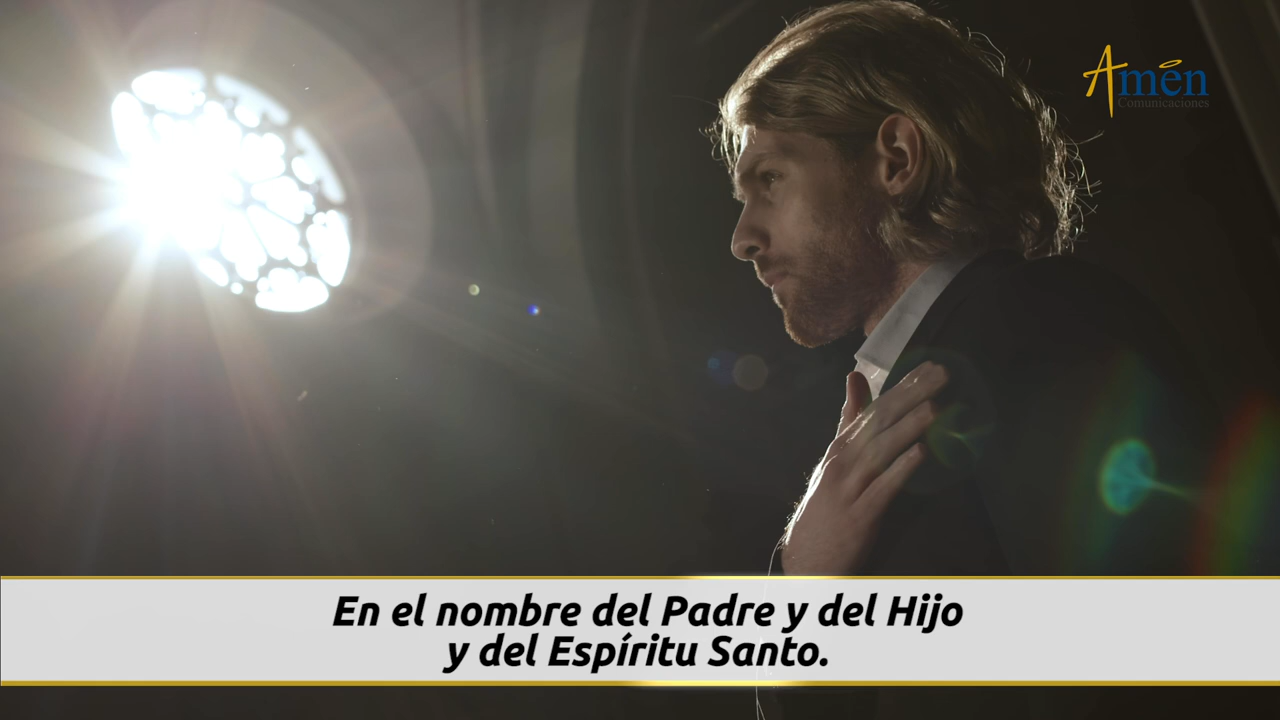 Amén
Comunicaciones
En el nombre del Padre y del Hijo
y del Espíritu Santo.